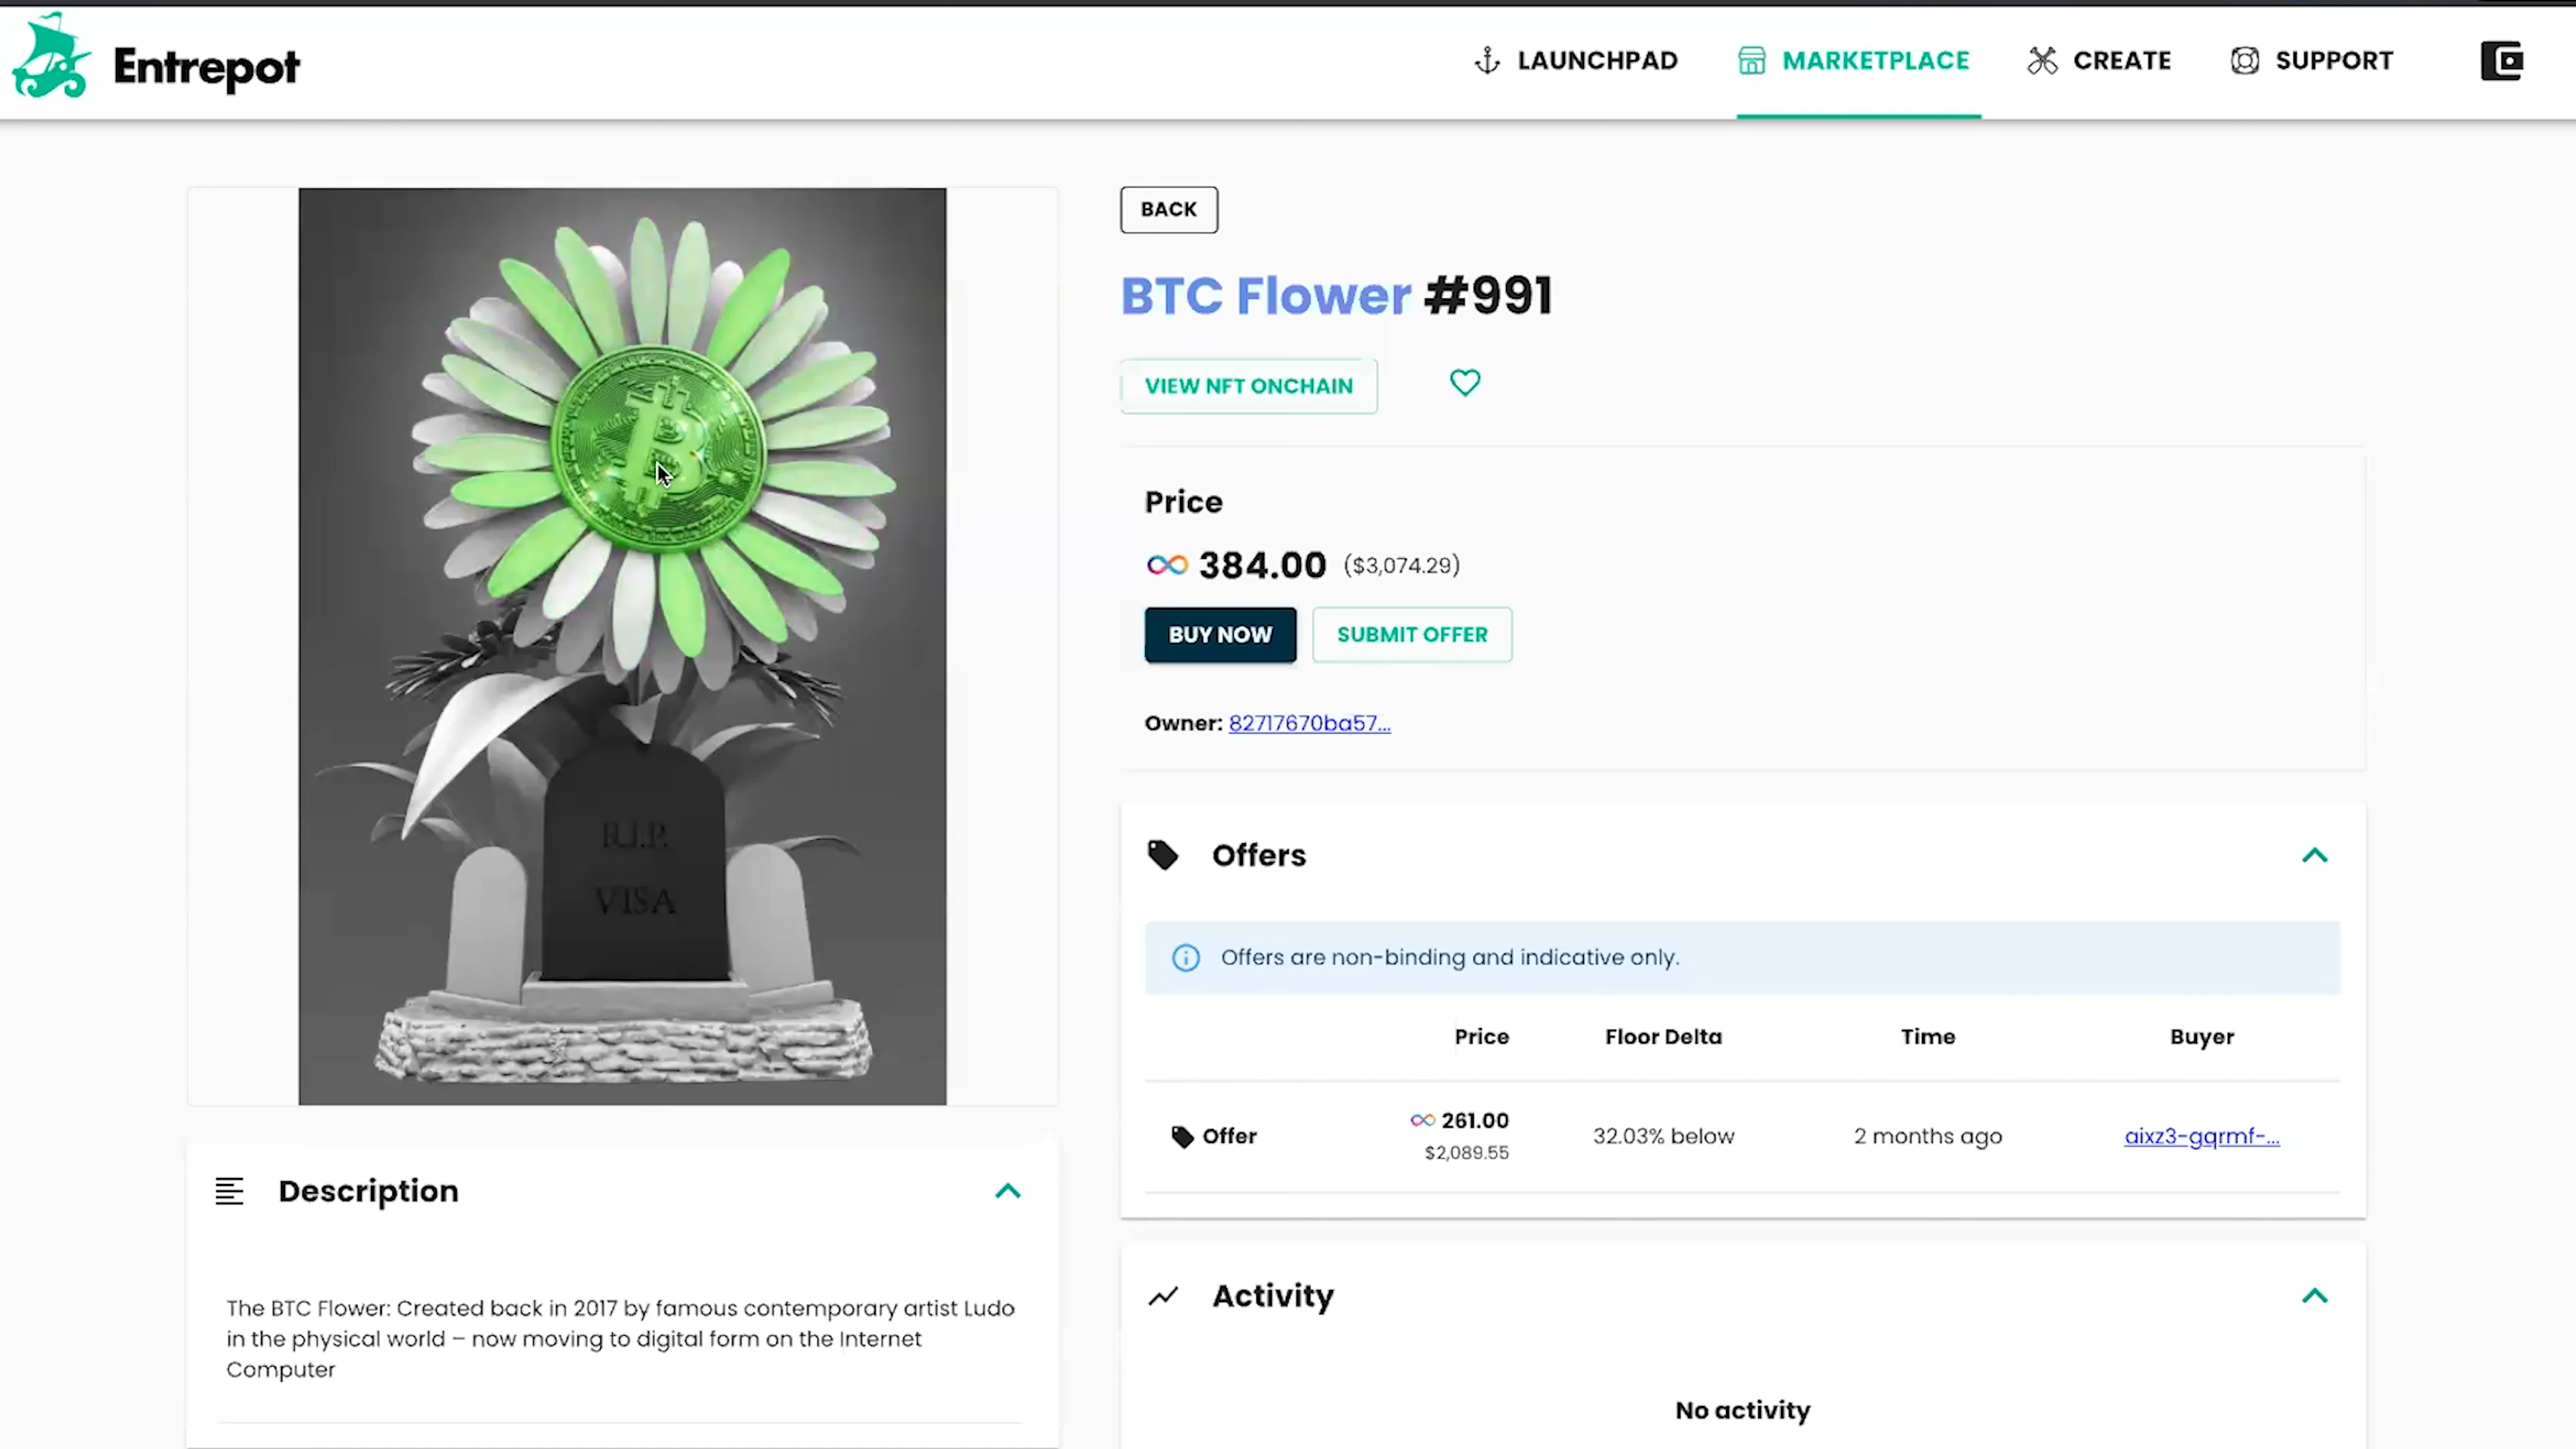 Entrepot
LAUNCHPAD
MARKETPLACE
CREATE
SUPPORT
BACK
BTC Flower #991
VIEW NFT ONCHAIN
Price
384.00 ($3,074.29)
BUY NOW
SUBMIT OFFER
Owner: 82717670ba57...
R.I.P.
VISA
Offers
Offers are non-binding and indicative only.
Price Floor Delta Time Buyer
Offer 261.00 32.03% below 2 months ago aixz3-gqrmf-...
$2,089.55
Description
The BTC Flower: Created back in 2017 by famous contemporary artist Ludo
in the physical world – now moving to digital form on the Internet
Computer
Activity
No activity